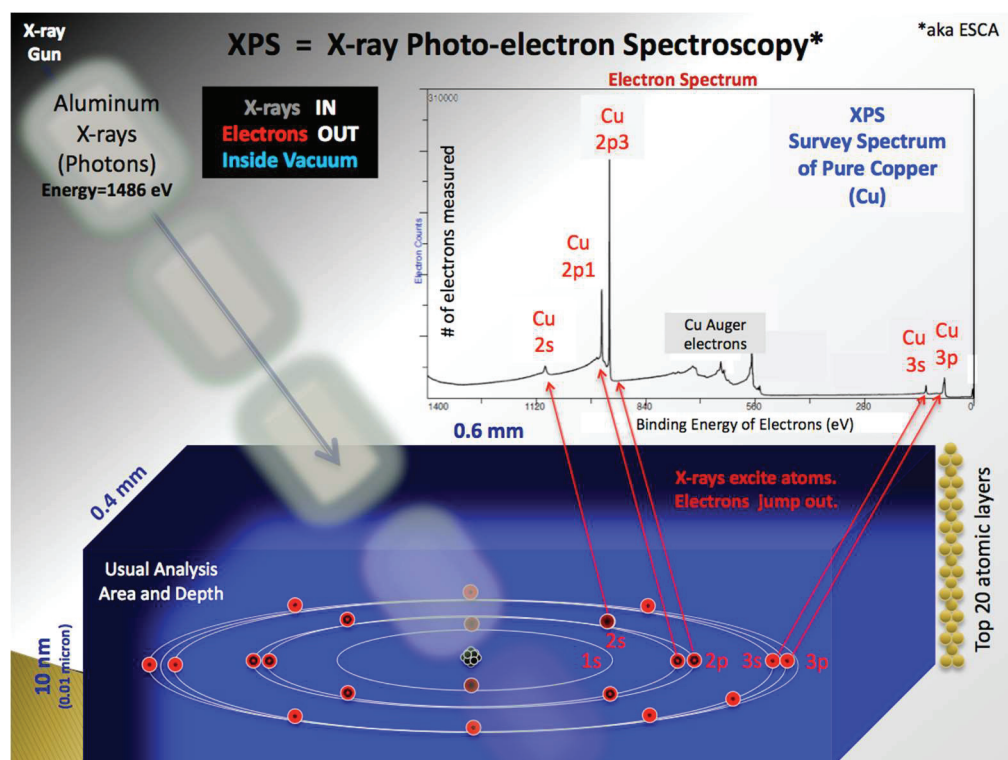 X-ray
Gun
XPS = X-ray Photo-electron Spectroscopy*
*aka ESCA
Aluminum
X-rays
(Photons)
Energy=1486 eV
X-rays IN
Electrons OUT
Inside Vacuum
Electron Spectrum
310000
Cu
2p3
XPS
Survey Spectrum
of Pure Copper
(Cu)
Electron Counts
# of electrons measured
Cu
2p1
Cu
2s
Cu Auger
electrons
Cu
3s
Cu
3p
1400
1120
840
560
280
0
Binding Energy of Electrons (eV)
0.6 mm
0.4 mm
X-rays excite atoms.
Electrons jump out.
Top 20 atomic layers
Usual Analysis
Area and Depth
10 nm
(0.01 micron)
1s
2s
2p
3s
3p